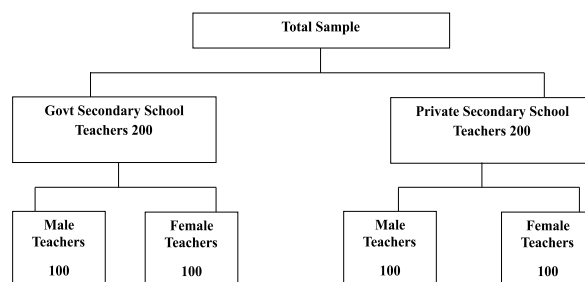 Total Sample
Govt Secondary School
Teachers 200
Private Secondary School
Teachers 200
Male
Teachers
100
Female
Teachers
100
Male
Teachers
100
Female
Teachers
100